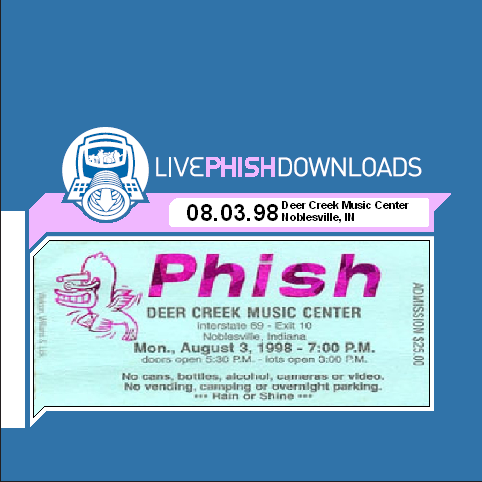 LIVEPHISHDOWNLOADS
08.03.98
Deer Creek Music Center
Noblesville, IN
Phish
DEER CREEK MUSIC CENTER
Interstate 69 - Exit 10
Noblesville, Indiana
Mon., August 3, 1998 - 7:00 P.M.
doors open 5:30 P.M. - lots open 3:00 P.M.
No cans, bottles, alcohol, cameras or video.
No vending, camping or overnight parking.
*** Rain or Shine ***
ADMISSION $25.00